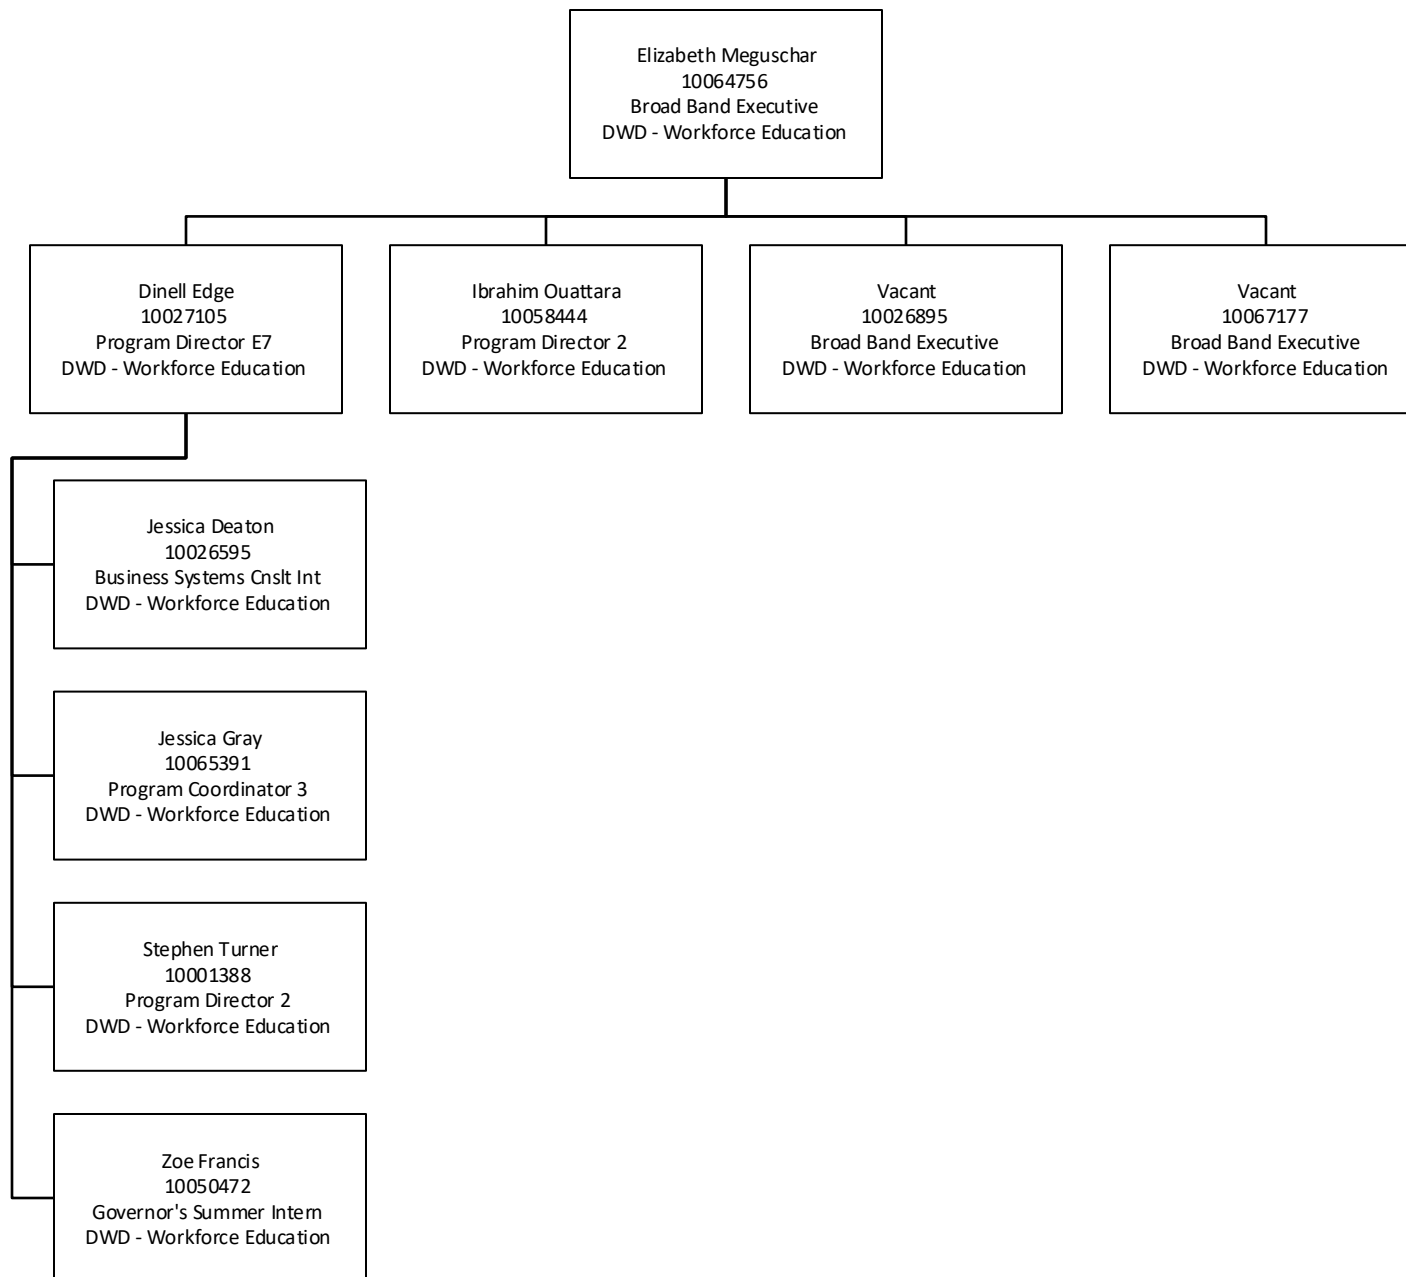 Elizabeth Meguschar
10064756
Broad Band Executive
DWD - Workforce Education
Dinell Edge
10027105
Program Director E7
DWD - Workforce Education
Ibrahim Ouattara
10058444
Program Director 2
DWD - Workforce Education
Vacant
10026895
Broad Band Executive
DWD - Workforce Education
Vacant
10067177
Broad Band Executive
DWD - Workforce Education
Jessica Deaton
10026595
Business Systems Cnslt Int
DWD - Workforce Education
Jessica Gray
10065391
Program Coordinator 3
DWD - Workforce Education
Stephen Turner
10001388
Program Director 2
DWD - Workforce Education
Zoe Francis
10050472
Governor's Summer Intern
DWD - Workforce Education